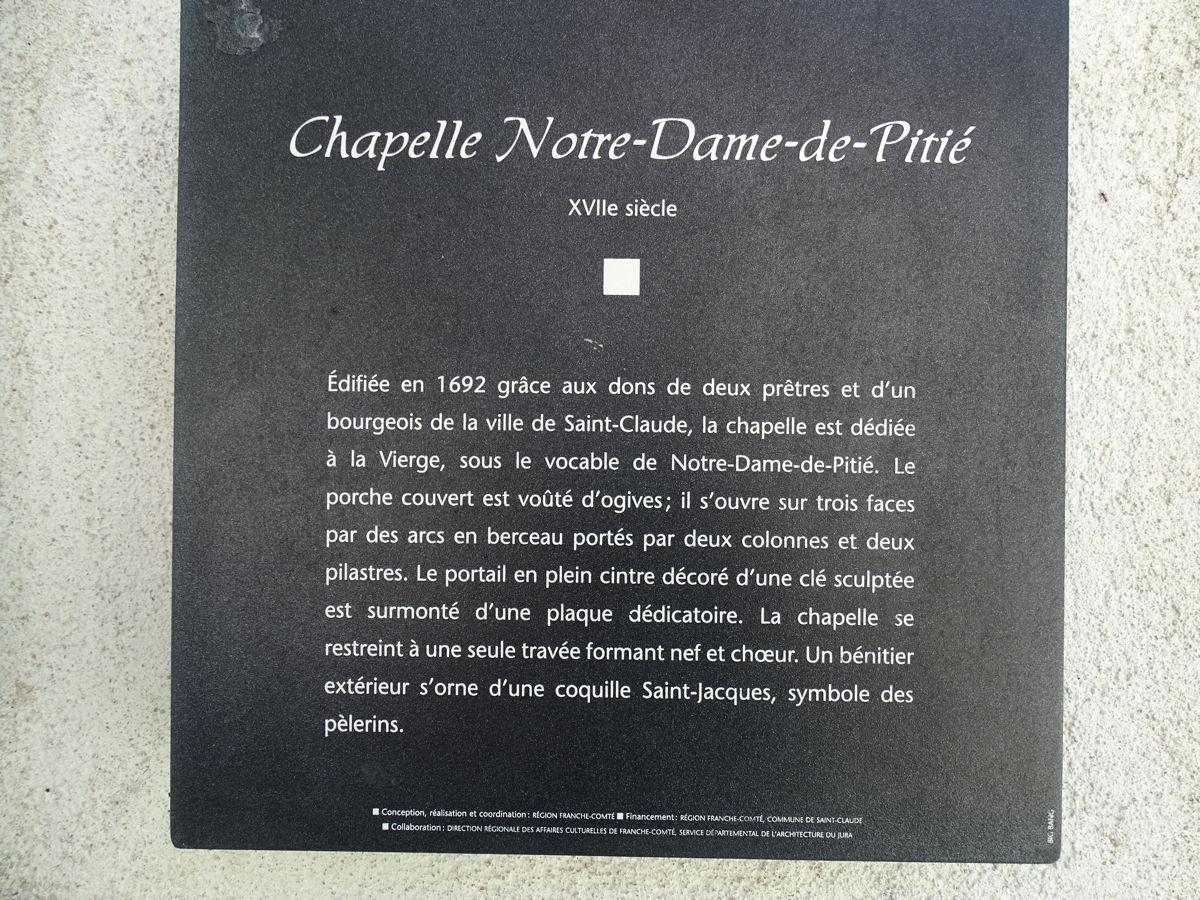 Chapelle Notre-Dame-de-Pitié
XVIIe siècle
Édifiée en 1692 grâce aux dons de deux prêtres et d'un
bourgeois de la ville de Saint-Claude, la chapelle est dédiée
à la Vierge, sous le vocable de Notre-Dame-de-Pitié. Le
porche couvert est voûté d'ogives ; il s'ouvre sur trois faces
par des arcs en berceau portés par deux colonnes et deux
pilastres. Le portail en plein cintre décoré d'une clé sculptée
est surmonté d'une plaque dédicatoire. La chapelle se
restreint à une seule travée formant nef et chœur. Un bénitier
extérieur s'orne d'une coquille Saint-Jacques, symbole des
pèlerins.
■ Conception, réalisation et coordination : RÉGION FRANCHE-COMTÉ ■ Financement : RÉGION FRANCHE-COMTÉ, COMMUNE DE SAINT-CLAUDE
■ Collaboration : DIRECTION RÉGIONALE DES AFFAIRES CULTURELLES DE FRANCHE-COMTÉ, SERVICE DÉPARTEMENTAL DE L'ARCHITECTURE DU JURA
BIG BANG